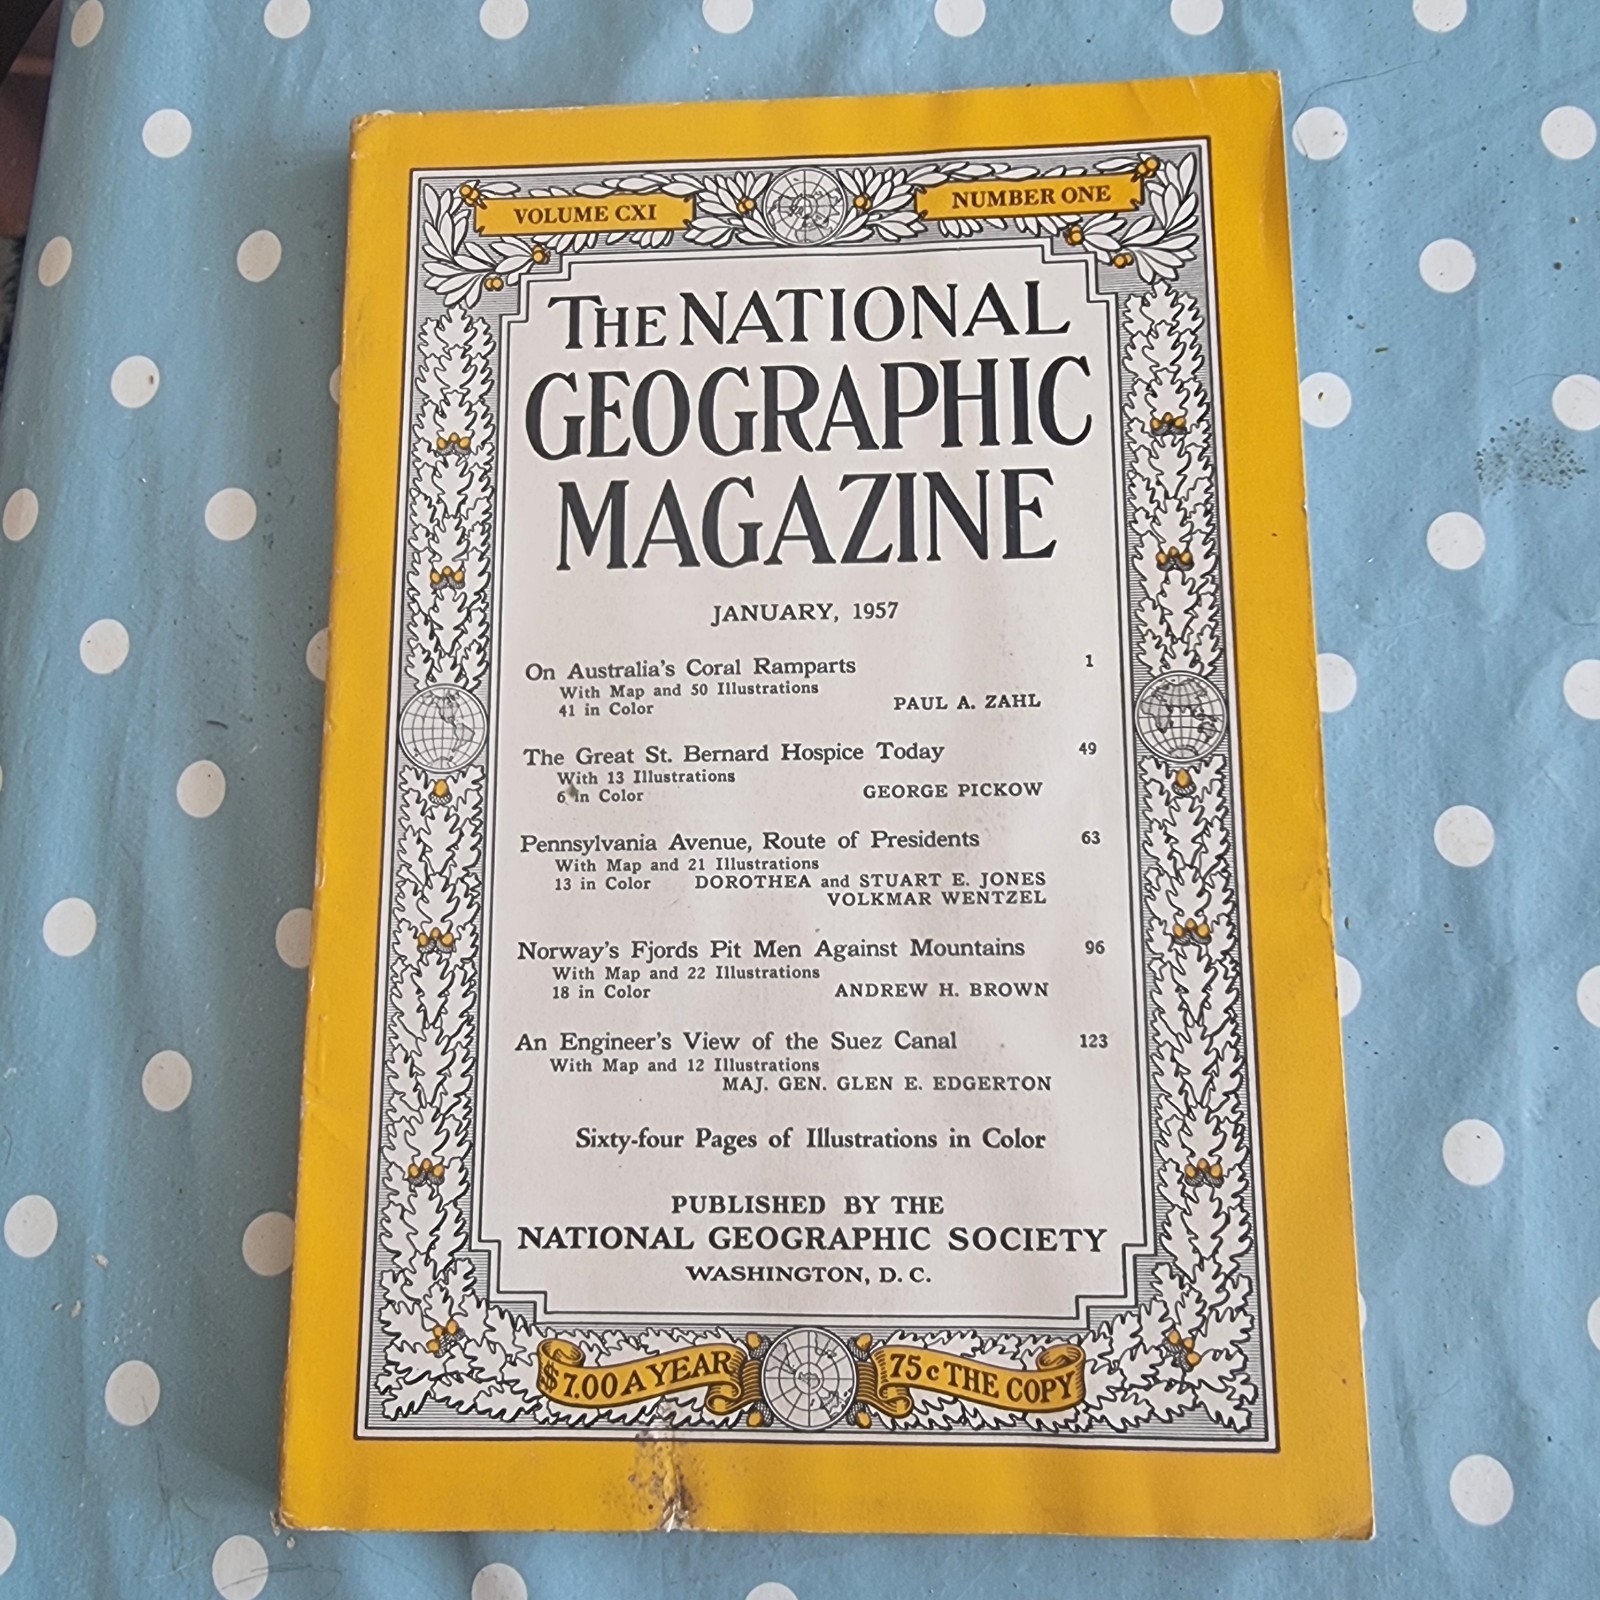 VOLUME CXI
NUMBER ONE
THE NATIONAL
GEOGRAPHIC
MAGAZINE
JANUARY, 1957
On Australia's Coral Ramparts 1
With Map and 50 Illustrations
41 in Color PAUL A. ZAHL
The Great St. Bernard Hospice Today 49
With 13 Illustrations
6 in Color GEORGE PICKOW
Pennsylvania Avenue, Route of Presidents 63
With Map and 21 Illustrations
13 in Color DOROTHEA and STUART E. JONES
VOLKMAR WENTZEL
Norway's Fjords Pit Men Against Mountains 96
With Map and 22 Illustrations
18 in Color ANDREW H. BROWN
An Engineer's View of the Suez Canal 123
With Map and 12 Illustrations
MAJ. GEN. GLEN E. EDGERTON
Sixty-four Pages of Illustrations in Color
PUBLISHED BY THE
NATIONAL GEOGRAPHIC SOCIETY
WASHINGTON, D. C.
$7.00 A YEAR
75c THE COPY